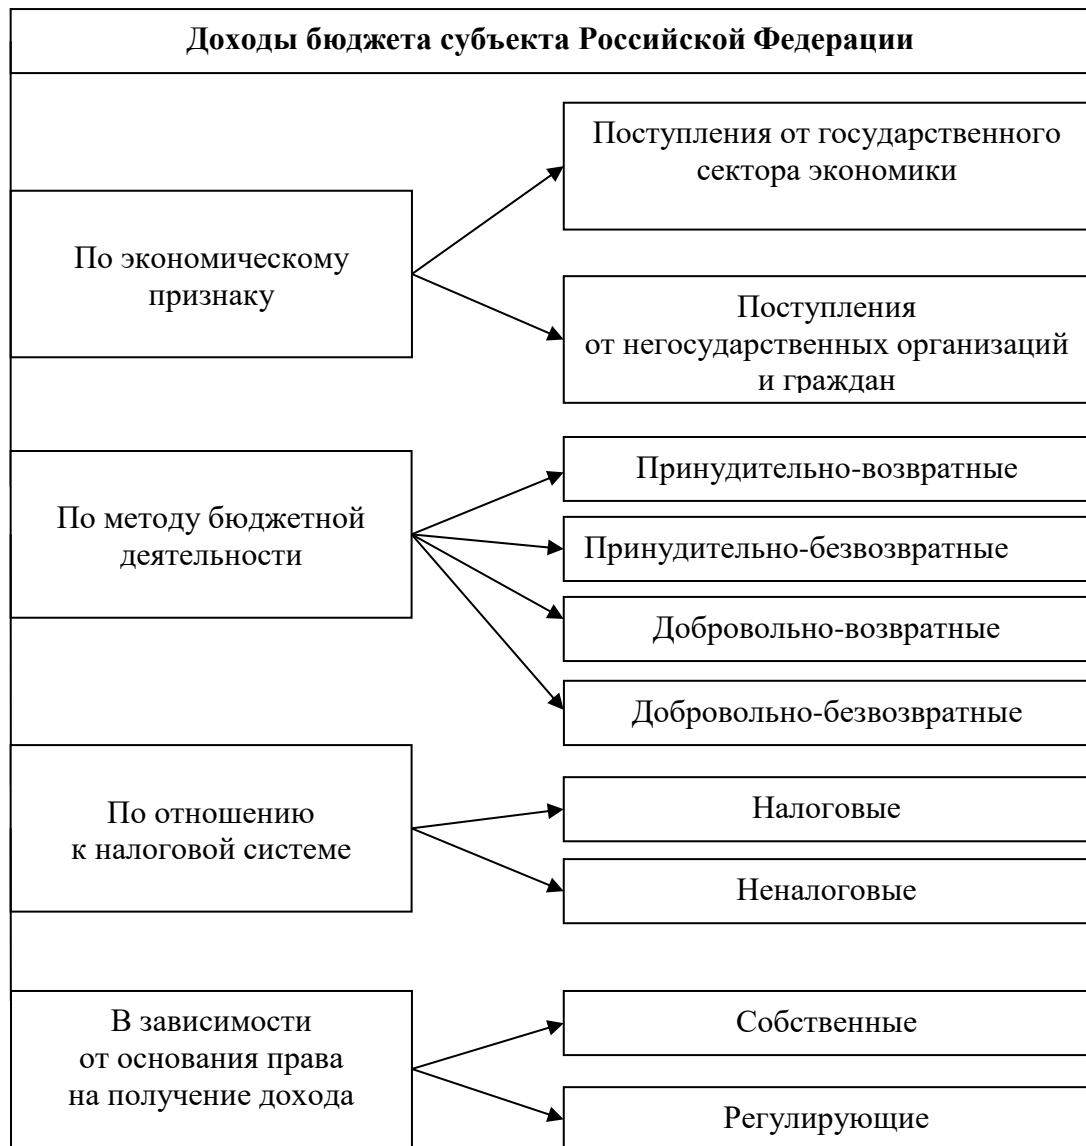 Доходы бюджета субъекта Российской Федерации
По экономическому
признаку
Поступления от государственного
сектора экономики
Поступления
от негосударственных организаций
и граждан
По методу бюджетной
деятельности
Принудительно-возвратные
Принудительно-безвозвратные
Добровольно-возвратные
Добровольно-безвозвратные
По отношению
к налоговой системе
Налоговые
Неналоговые
В зависимости
от основания права
на получение дохода
Собственные
Регулирующие